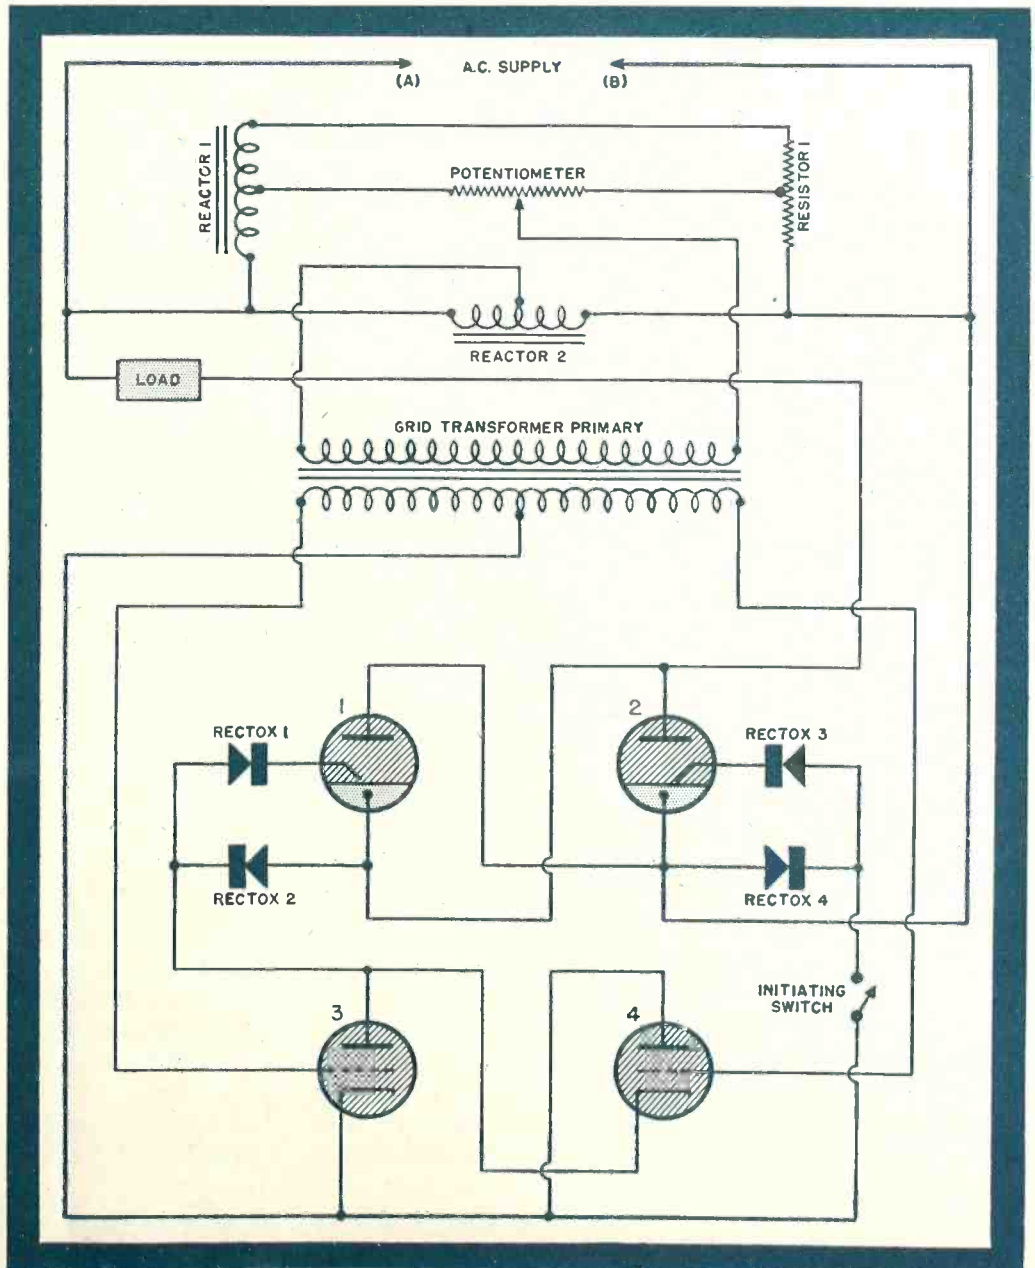 A.C. SUPPLY
(A)
(B)
REACTOR 1
POTENTIOMETER
RESISTOR 1
REACTOR 2
LOAD
GRID TRANSFORMER PRIMARY
1
2
RECTOX 1
RECTOX 3
RECTOX 2
RECTOX 4
INITIATING
SWITCH
3
4